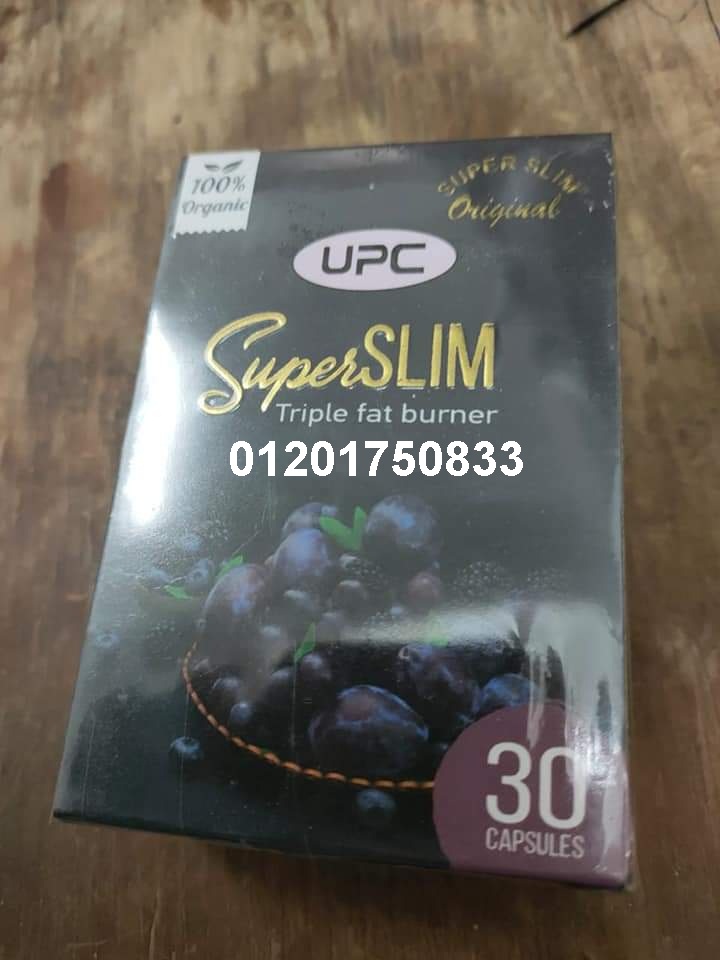 100%
Organic
SUPER SLIM
Original
UPC
SuperSLIM
Triple fat burner
01201750833
30
CAPSULES